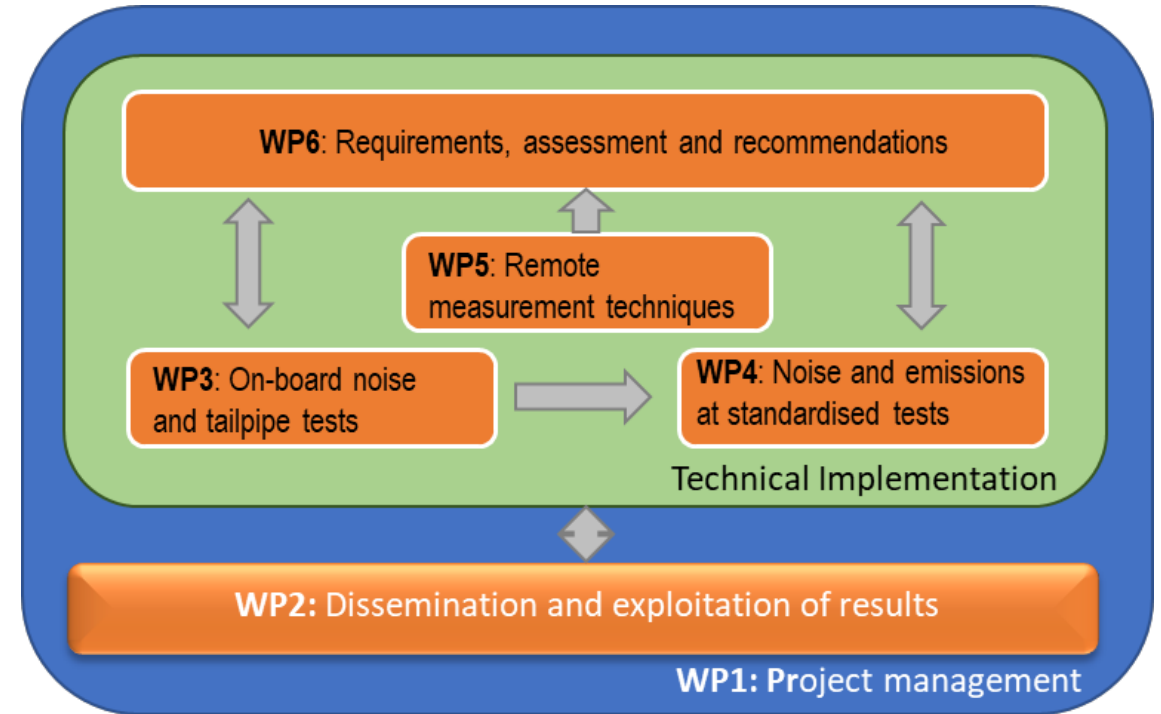 WP6: Requirements, assessment and recommendations
WP5: Remote
measurement techniques
WP3: On-board noise
and tailpipe tests
WP4: Noise and emissions
at standardised tests
Technical Implementation
WP2: Dissemination and exploitation of results
WP1: Project management